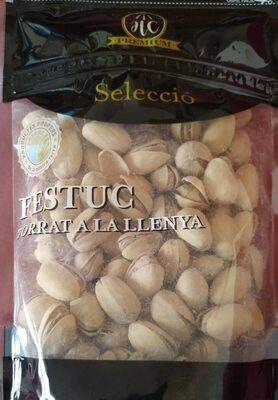 PREMIUM
Selecció
FESTUC
TORRAT A LA LLENYA